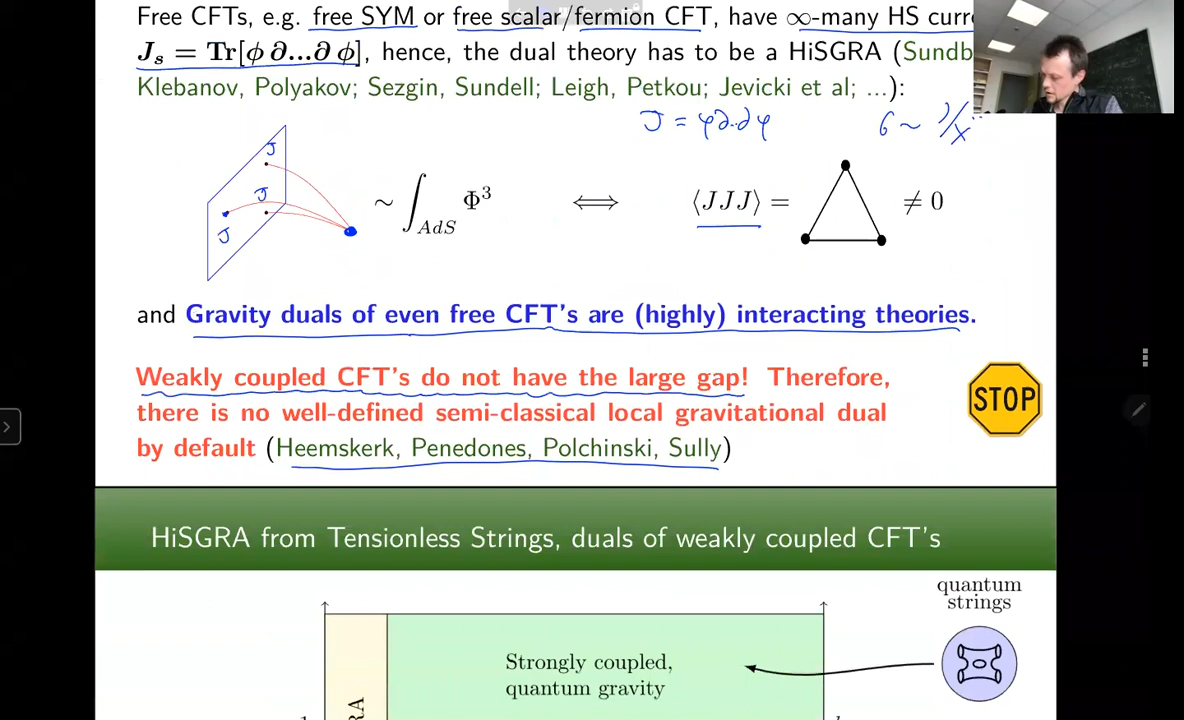 Free CFTs, e.g. free SYM or free scalar/fermion CFT, have ∞-many HS
J_s = Tr[ϕ ∂...∂ ϕ], hence, the dual theory has to be a HiSGRA
Klebanov, Polyakov; Sezgin, Sundell; Leigh, Petkou; Jevicki et al; ...):
J = φ∂..∂φ
J
J
J
∼ ∫_AdS Φ³ ⟺ ⟨JJJ⟩ = ≠ 0
and Gravity duals of even free CFT's are (highly) interacting theories.
Weakly coupled CFT's do not have the large gap! Therefore,
there is no well-defined semi-classical local gravitational dual
by default (Heemskerk, Penedones, Polchinski, Sully)
STOP
HiSGRA from Tensionless Strings, duals of weakly coupled CFT's
quantum
strings
Strongly coupled,
quantum gravity